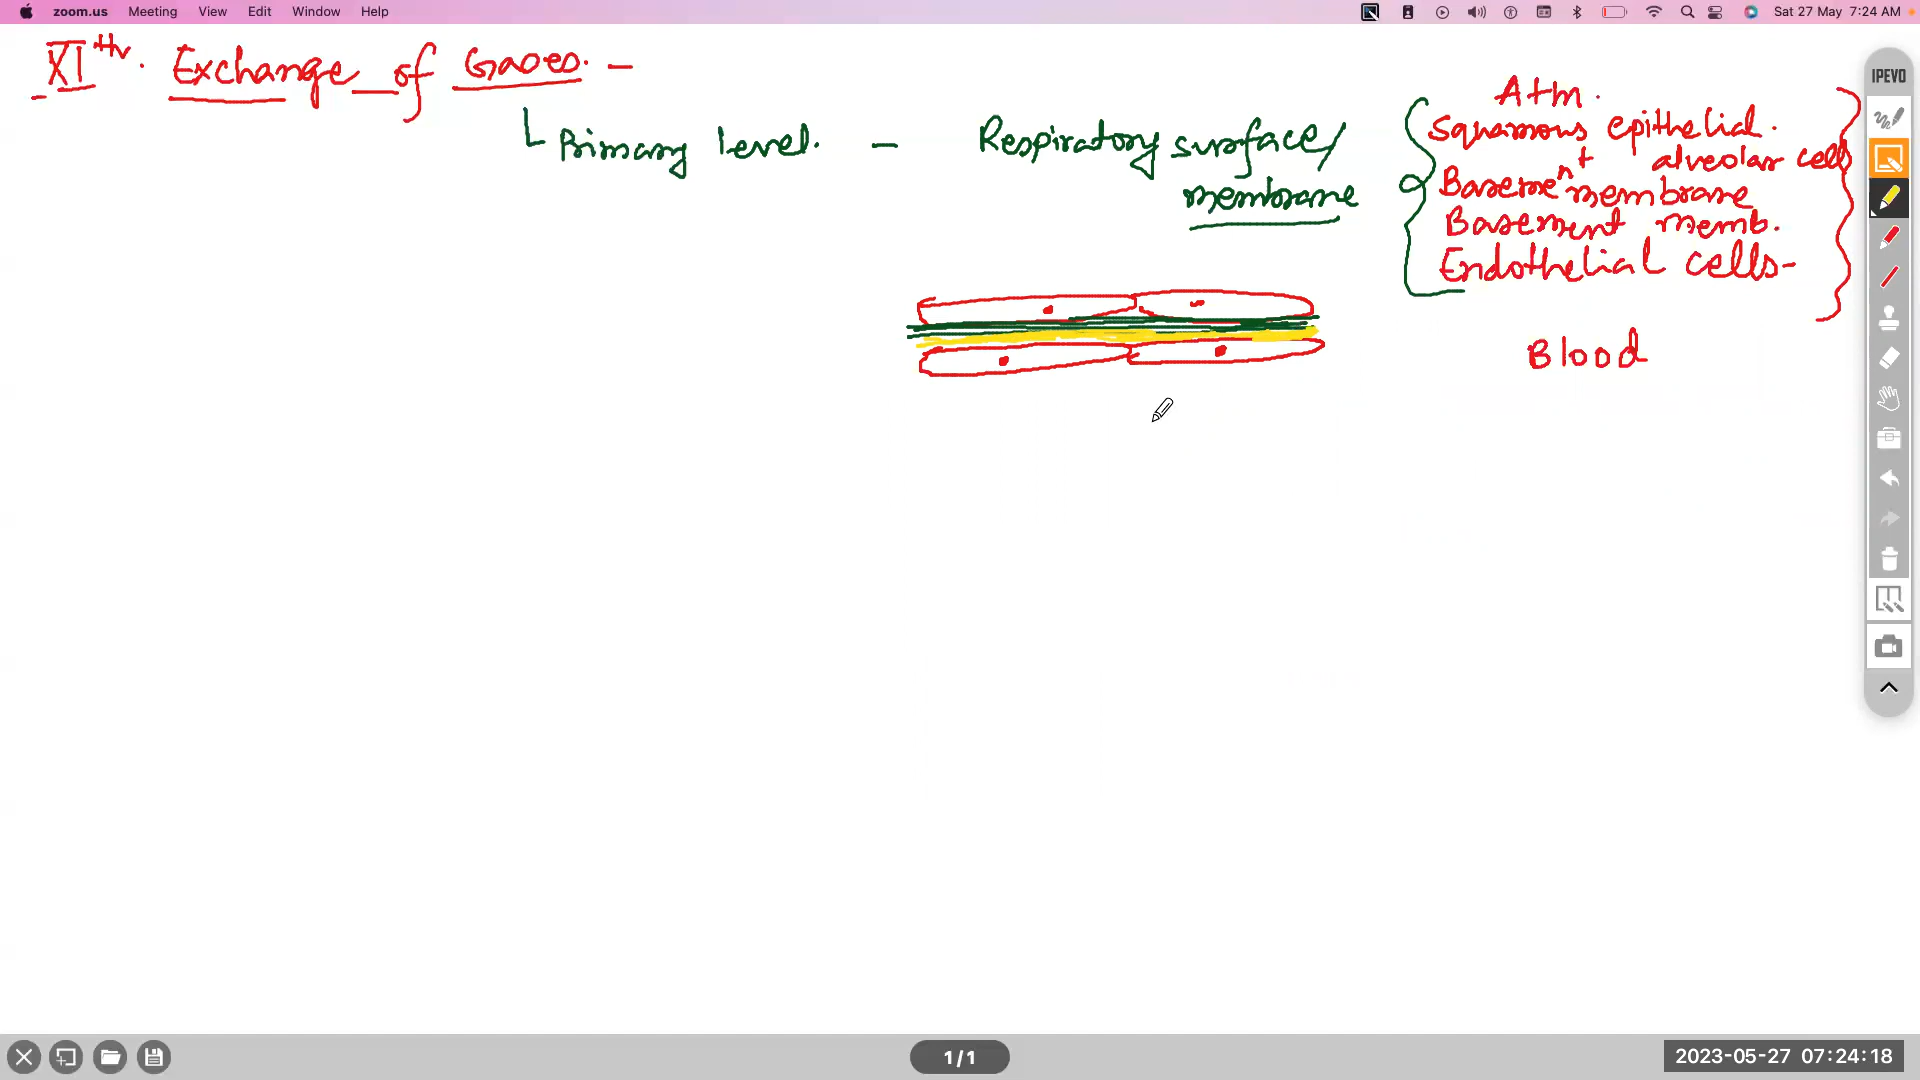 zoom.us Meeting View Edit Window Help Sat 27 May 7:24 AM
XIth. Exchange of Gases. -
Primary level. - Respiratory surface/
membrane
Atm.
Squamous epithelial.
alveolar cell
Basement membrane
Basement memb.
Endothelial cells-
Blood
IPEVO
1/1
2023-05-27 07:24:18